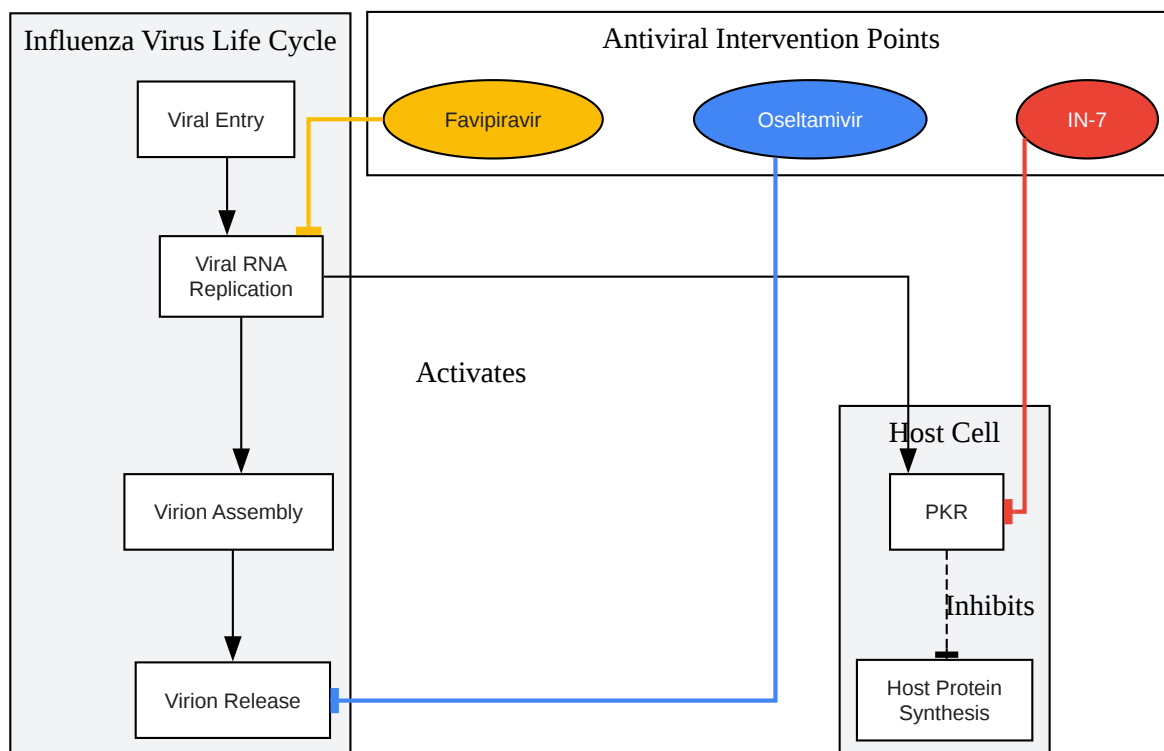 Influenza Virus Life Cycle
Antiviral Intervention Points
Viral Entry
Favipiravir
Oseltamivir
IN-7
Viral RNA
Replication
Activates
Host Cell
Virion Assembly
PKR
Inhibits
Virion Release
Host Protein
Synthesis